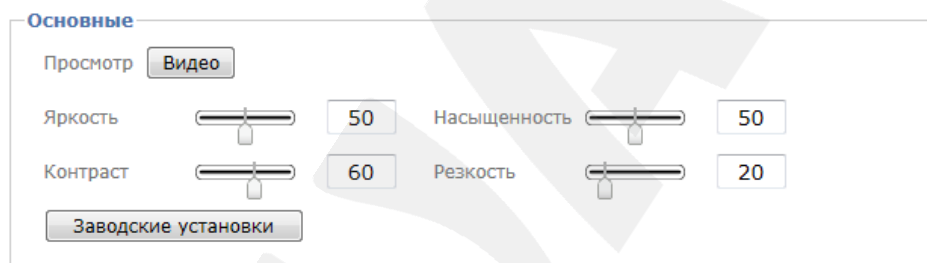 Основные
Просмотр Видео
Яркость 50 Насыщенность 50
Контраст 60 Резкость 20
Заводские установки